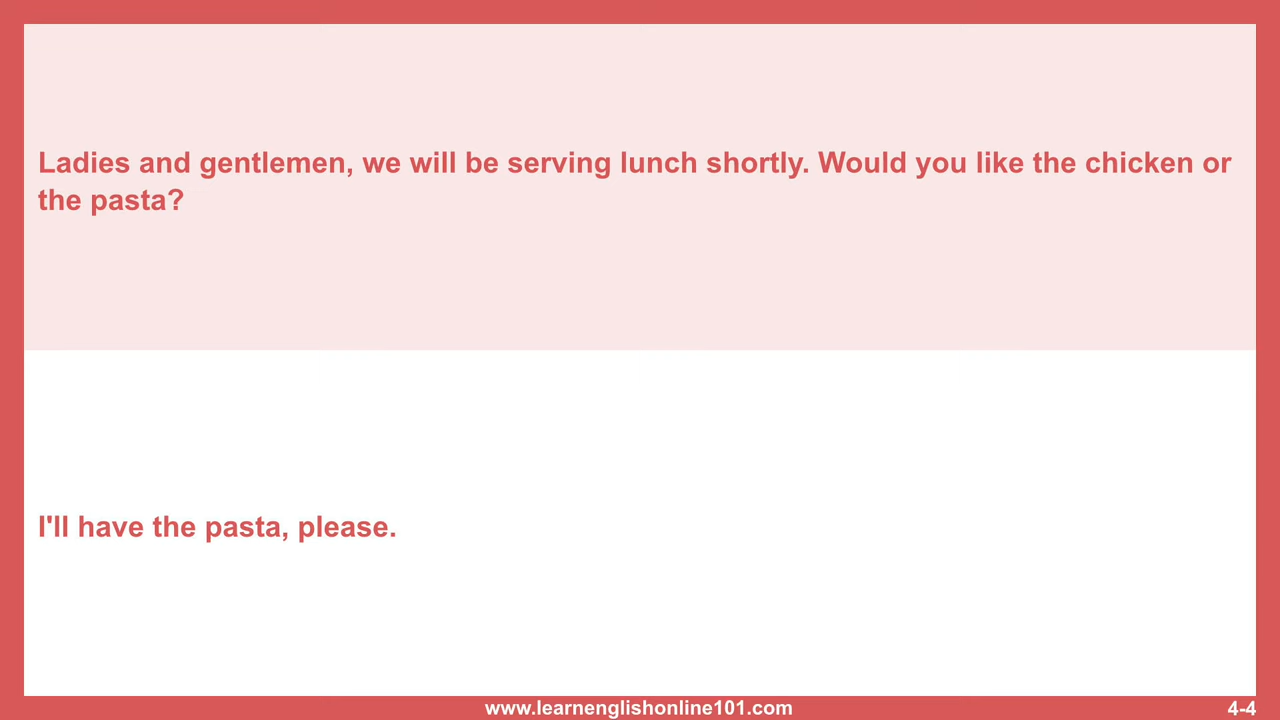 Ladies and gentlemen, we will be serving lunch shortly. Would you like the chicken or
the pasta?
I'll have the pasta, please.
www.learnenglishonline101.com
4-4